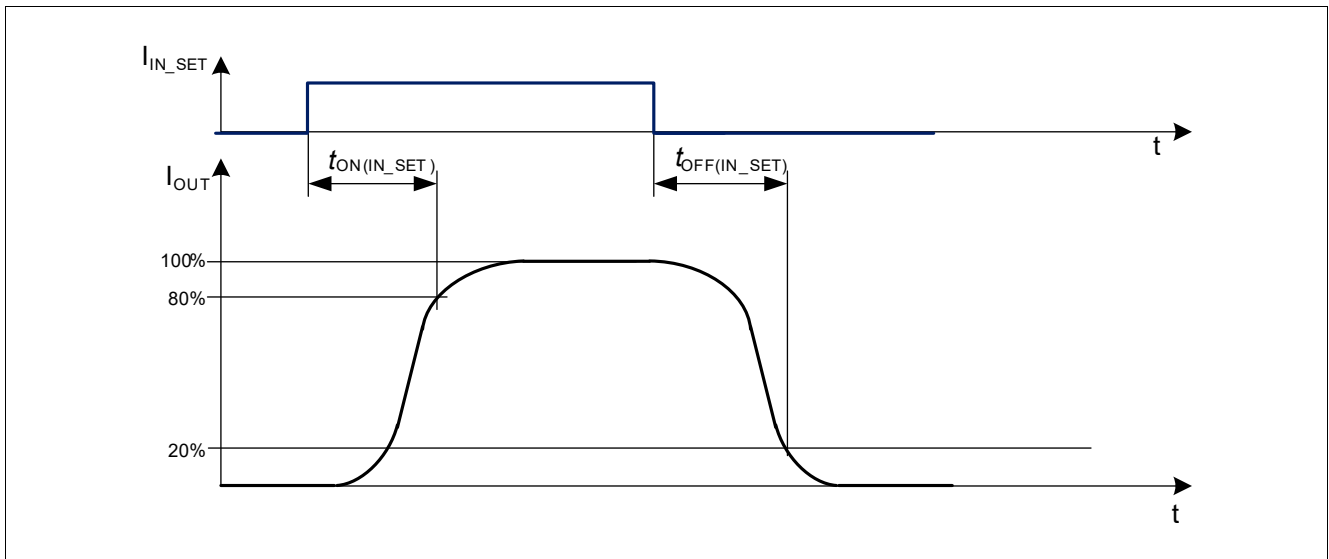 I_IN_SET
t
t_ON(IN_SET)
t_OFF(IN_SET)
I_OUT
100%
80%
20%
t